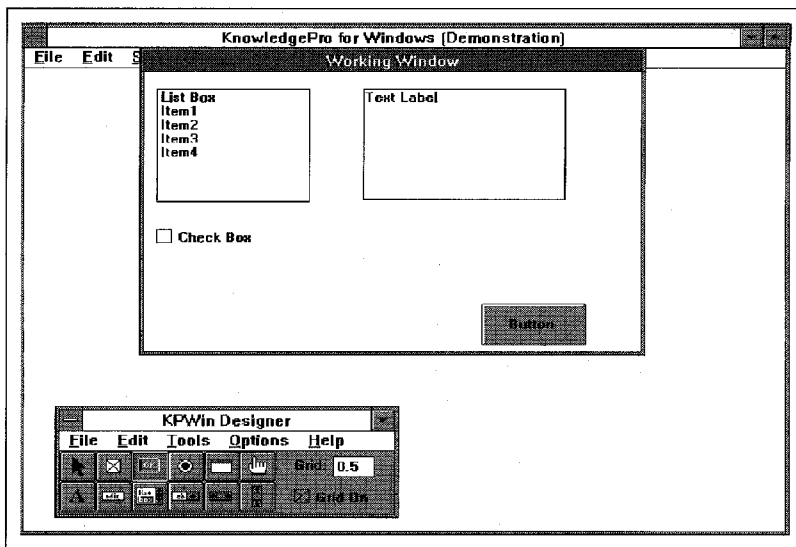 KnowledgePro for Windows (Demonstration)
File Edit S
Working Window
List Box
Item1
Item2
Item3
Item4
Text Label
Check Box
Button
KPWin Designer
File Edit Tools Options Help
Grid: 0.5
A
Grid On